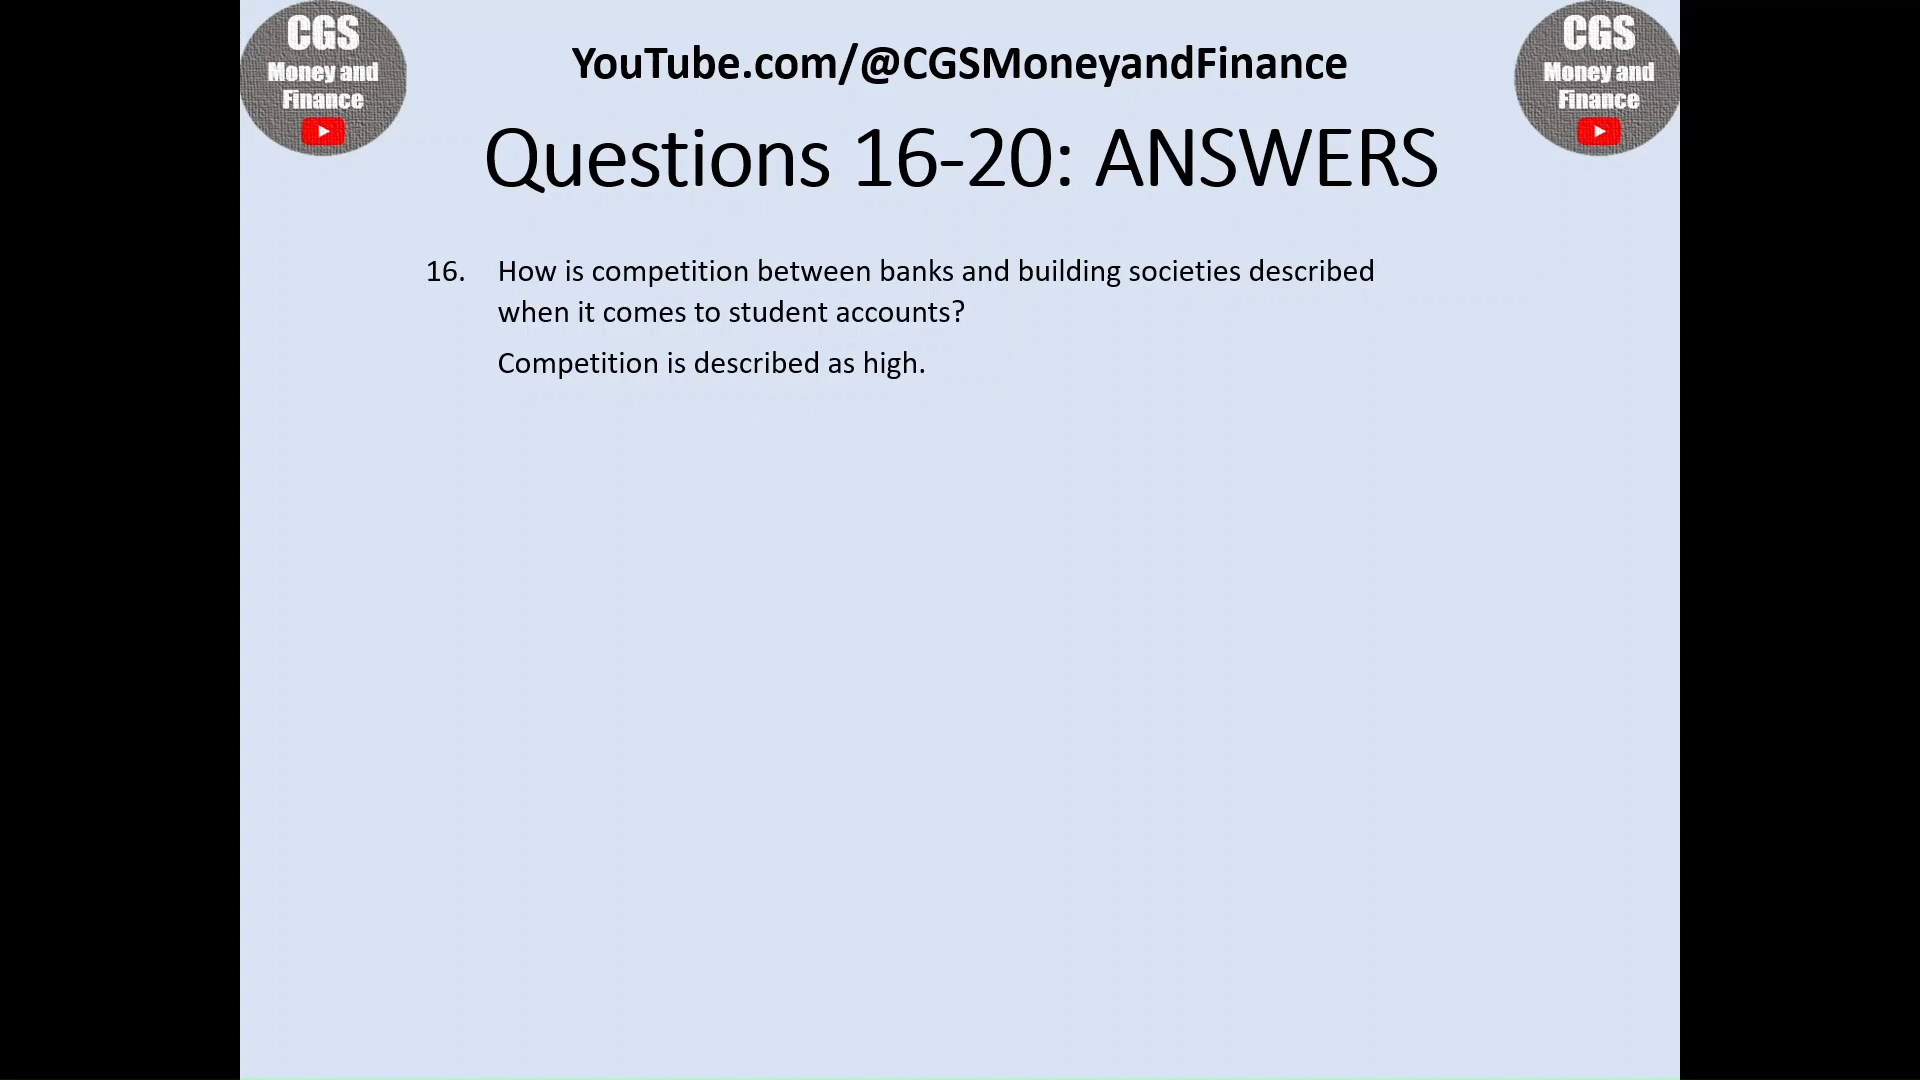 CGS
Money and
Finance
YouTube.com/@CGSMoneyandFinance
CGS
Money and
Finance
Questions 16-20: ANSWERS
16. How is competition between banks and building societies described
when it comes to student accounts?
Competition is described as high.